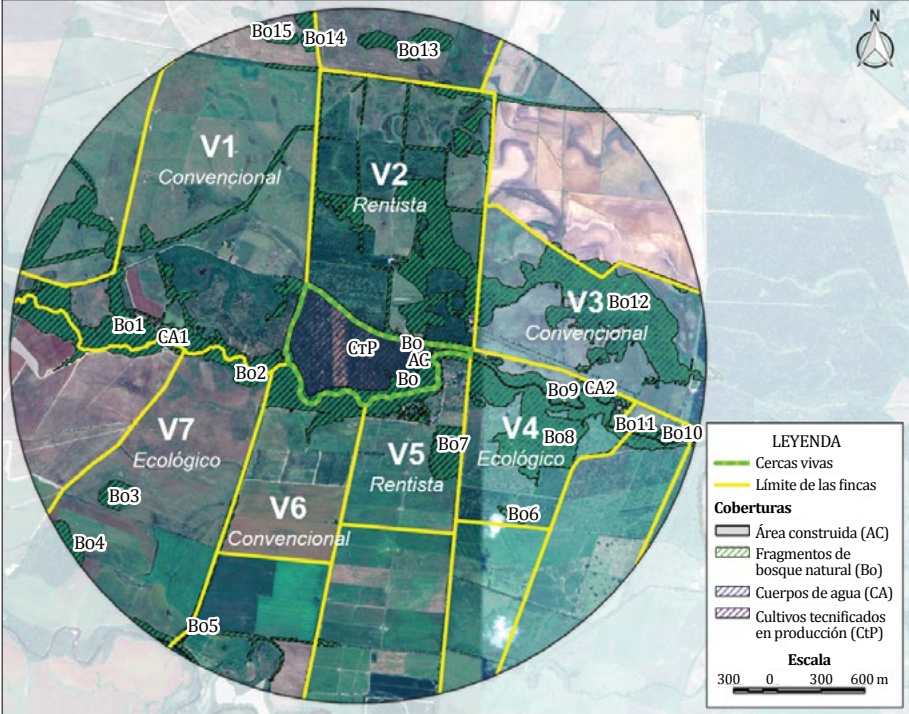 N
Bo15
Bo14
Bo13
V1
Convencional
V2
Rentista
V3
Bo12
Convencional
Bo1
CA1
Bo2
CTP
Bo
AC
Bo
Bo9
CA2
Bo11
Bo10
V7
Ecológico
V5
Rentista
Bo7
V4
Bo8
Ecológico
Bo3
V6
Convencional
Bo6
Bo4
Bo5
LEYENDA
Cercas vivas
Límite de las fincas
Coberturas
Área construida (AC)
Fragmentos de
bosque natural (Bo)
Cuerpos de agua (CA)
Cultivos tecnificados
en producción (CtP)
Escala
300 0 300 600 m